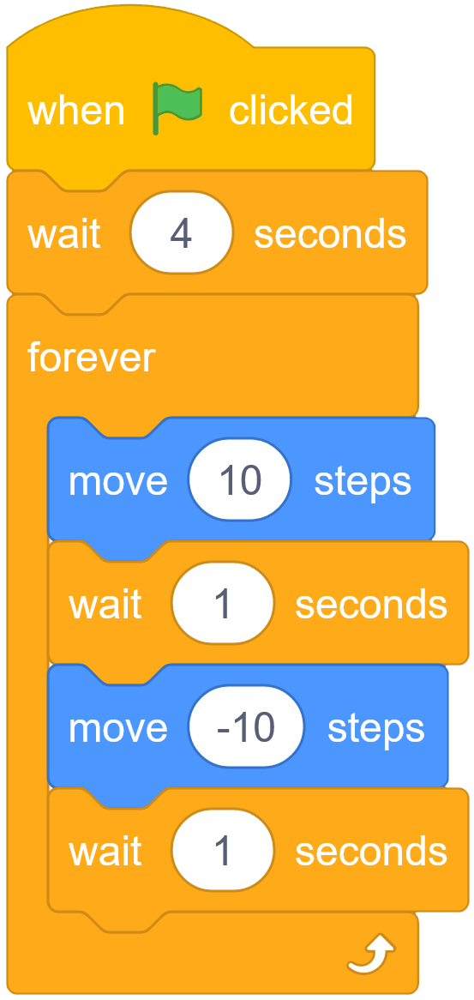 when clicked
wait 4 seconds
forever
move 10 steps
wait 1 seconds
move -10 steps
wait 1 seconds